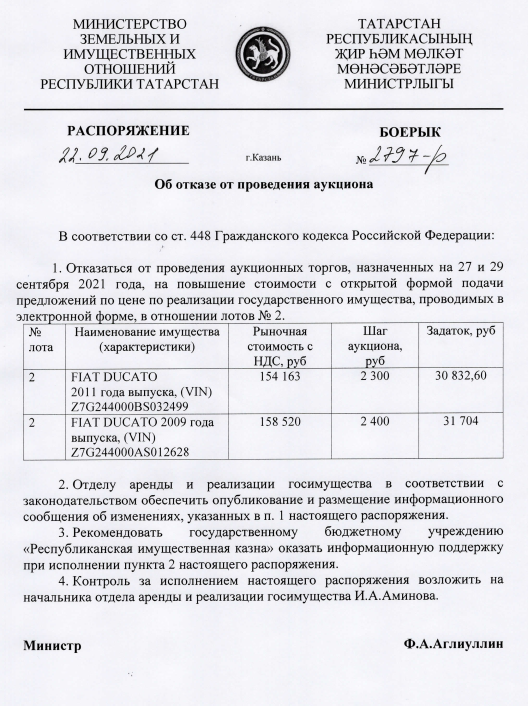 МИНИСТЕРСТВО
ЗЕМЕЛЬНЫХ И
ИМУЩЕСТВЕННЫХ
ОТНОШЕНИЙ
РЕСПУБЛИКИ ТАТАРСТАН
ТАТАРСТАН
РЕСПУБЛИКАСЫНЫҢ
ҖИР ҺӘМ МӨЛКӘТ
МӨНӘСӘБӘТЛӘРЕ
МИНИСТРЛЫГЫ
РАСПОРЯЖЕНИЕ
БОЕРЫК
22.09.2021
г.Казань
№ 2797-р
Об отказе от проведения аукциона
В соответствии со ст. 448 Гражданского кодекса Российской Федерации:
1. Отказаться от проведения аукционных торгов, назначенных на 27 и 29
сентября 2021 года, на повышение стоимости с открытой формой подачи
предложений по цене по реализации государственного имущества, проводимых в
электронной форме, в отношении лотов № 2.
№ лота
Наименование имущества (характеристики)
Рыночная стоимость с НДС, руб
Шаг аукциона, руб
Задаток, руб
2
FIAT DUCATO
2011 года выпуска, (VIN)
Z7G244000BS032499
154 163
2 300
30 832,60
2
FIAT DUCATO 2009 года
выпуска, (VIN)
Z7G244000AS012628
158 520
2 400
31 704
2. Отделу аренды и реализации госимущества в соответствии с
законодательством обеспечить опубликование и размещение информационного
сообщения об изменениях, указанных в п. 1 настоящего распоряжения.
3. Рекомендовать государственному бюджетному учреждению
«Республиканская имущественная казна» оказать информационную поддержку
при исполнении пункта 2 настоящего распоряжения.
4. Контроль за исполнением настоящего распоряжения возложить на
начальника отдела аренды и реализации госимущества И.А.Аминова.
Министр
Ф.А.Аглиуллин